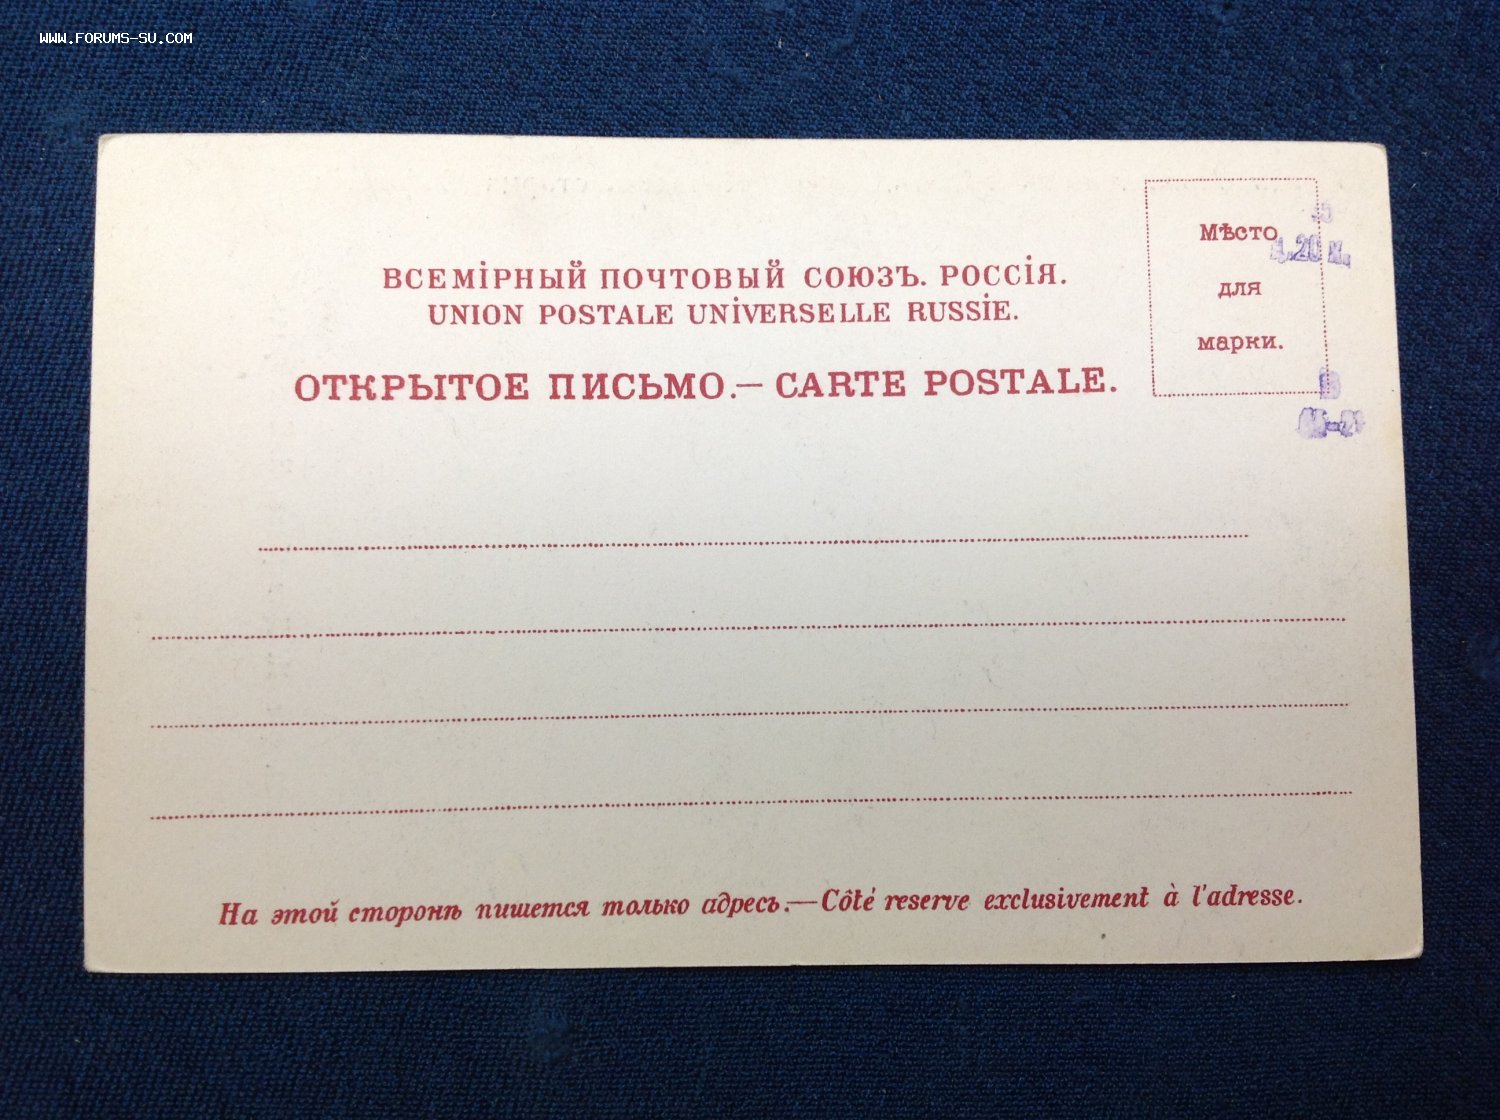 WWW.FORUMS-SU.COM
ВСЕМІРНЫЙ ПОЧТОВЫЙ СОЮЗЪ. РОССІЯ.
UNION POSTALE UNIVERSELLE RUSSIE.
ОТКРЫТОЕ ПИСЬМО.— CARTE POSTALE.
Мѣсто
для
марки.
На этой сторонѣ пишется только адресъ.—Côté reserve exclusivement à l'adresse.